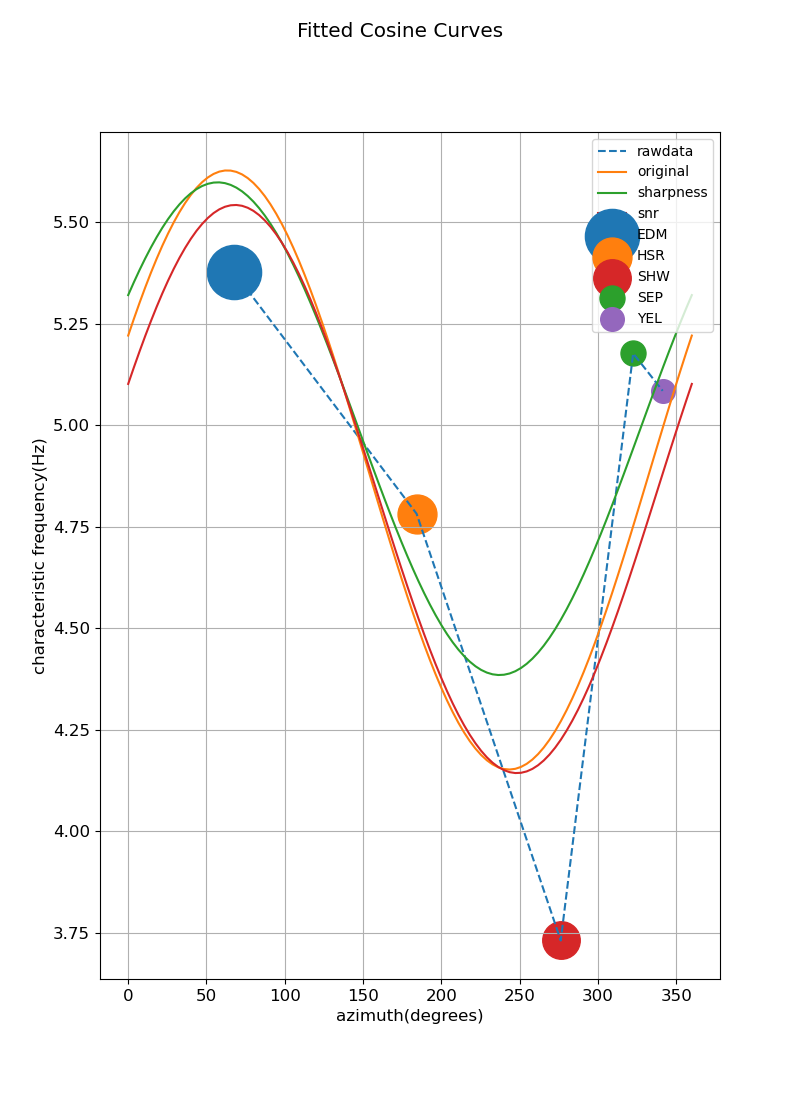 Fitted Cosine Curves
rawdata
original
sharpness
snr
EDM
HSR
SHW
SEP
YEL
5.50
5.25
5.00
4.75
4.50
4.25
4.00
3.75
characteristic frequency(Hz)
0 50 100 150 200 250 300 350
azimuth(degrees)